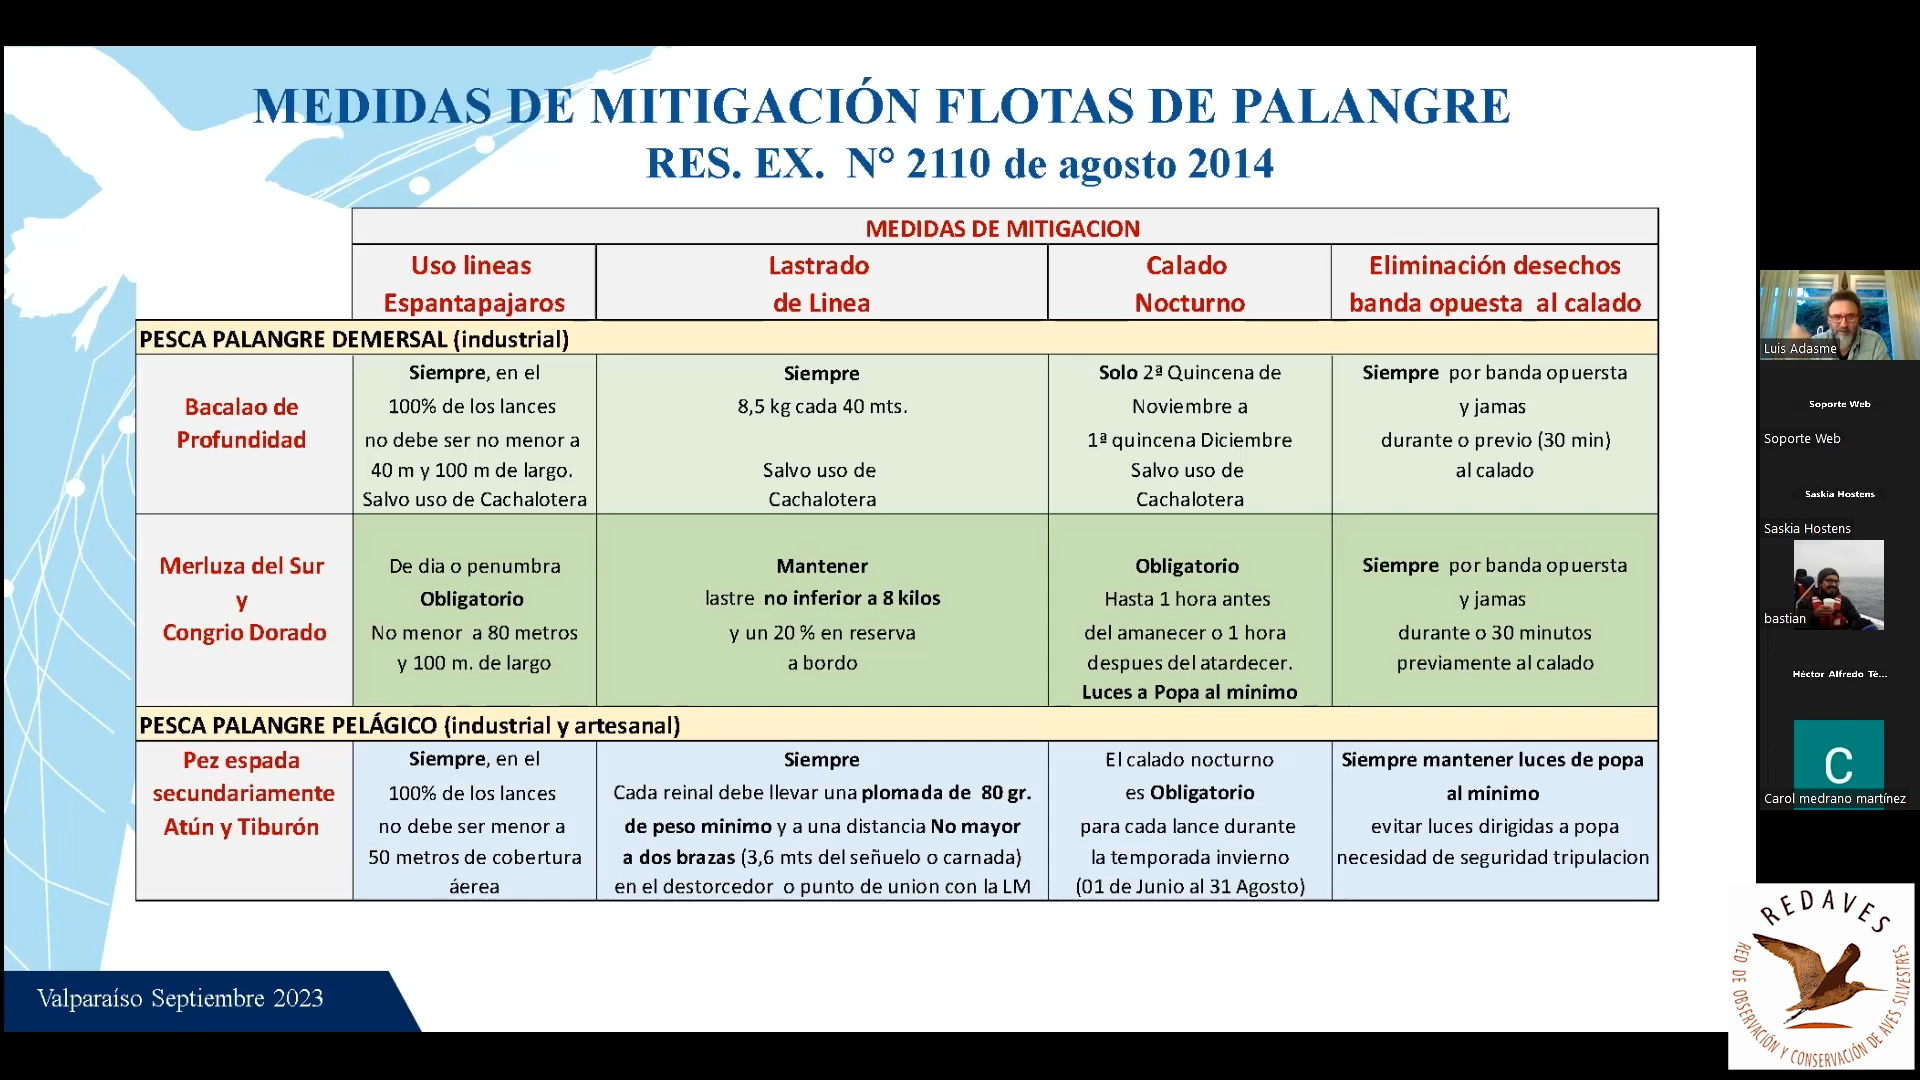 MEDIDAS DE MITIGACIÓN FLOTAS DE PALANGRE
RES. EX. N° 2110 de agosto 2014
MEDIDAS DE MITIGACION
Uso lineas
Espantapajaros
Lastrado
de Linea
Calado
Nocturno
Eliminación desechos
banda opuesta al calado
PESCA PALANGRE DEMERSAL (industrial)
Bacalao de
Profundidad
Siempre, en el
100% de los lances
no debe ser no menor a
40 m y 100 m de largo.
Salvo uso de Cachalotera
Siempre
8,5 kg cada 40 mts.
Salvo uso de
Cachalotera
Solo 2ª Quincena de
Noviembre a
1ª quincena Diciembre
Salvo uso de
Cachalotera
Siempre por banda opuersta
y jamas
durante o previo (30 min)
al calado
Merluza del Sur
y
Congrio Dorado
De dia o penumbra
Obligatorio
No menor a 80 metros
y 100 m. de largo
Mantener
lastre no inferior a 8 kilos
y un 20 % en reserva
a bordo
Obligatorio
Hasta 1 hora antes
del amanecer o 1 hora
despues del atardecer.
Luces a Popa al minimo
Siempre por banda opuersta
y jamas
durante o 30 minutos
previamente al calado
PESCA PALANGRE PELÁGICO (industrial y artesanal)
Pez espada
secundariamente
Atún y Tiburón
Siempre, en el
100% de los lances
no debe ser menor a
50 metros de cobertura
áerea
Siempre
Cada reinal debe llevar una plomada de 80 gr.
de peso minimo y a una distancia No mayor
a dos brazas (3,6 mts del señuelo o carnada)
en el destorcedor o punto de union con la LM
El calado nocturno
es Obligatorio
para cada lance durante
la temporada invierno
(01 de Junio al 31 Agosto)
Siempre mantener luces de popa
al minimo
evitar luces dirigidas a popa
necesidad de seguridad tripulacion
Valparaíso Septiembre 2023
Luis Adasme
Soporte Web
Soporte Web
Saskia Hostens
Saskia Hostens
bastian
Héctor Alfredo Té...
C
Carol medrano martínez
REDAVES
RED DE OBSERVACIÓN Y CONSERVACIÓN DE AVES SILVESTRES